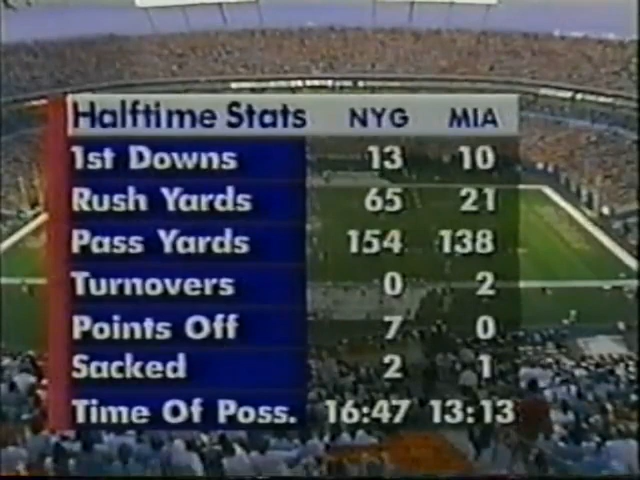 Halftime Stats NYG MIA
1st Downs 13 10
Rush Yards 65 21
Pass Yards 154 138
Turnovers 0 2
Points Off 7 0
Sacked 2 1
Time Of Poss. 16:47 13:13